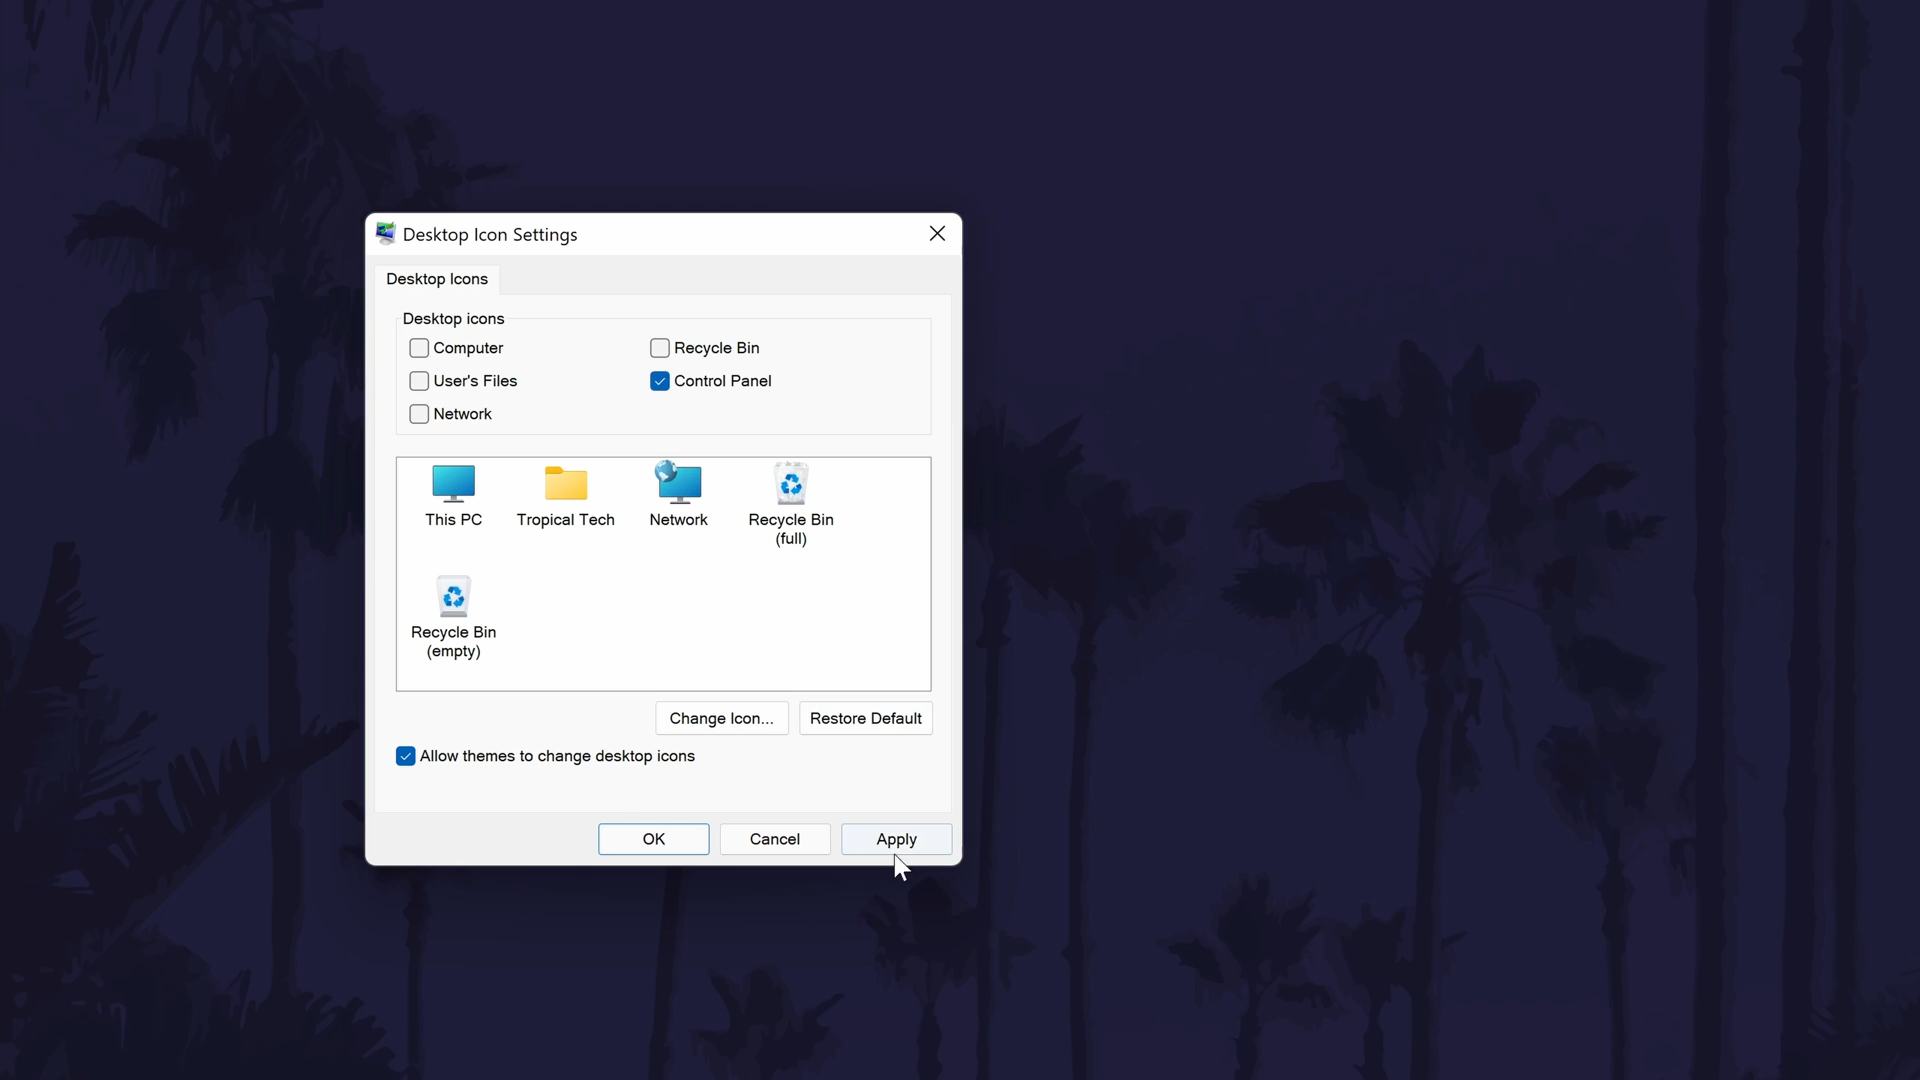 Desktop Icon Settings
Desktop Icons
Desktop icons
Computer
Recycle Bin
User's Files
Control Panel
Network
This PC
Tropical Tech
Network
Recycle Bin
(full)
Recycle Bin
(empty)
Change Icon...
Restore Default
Allow themes to change desktop icons
OK
Cancel
Apply